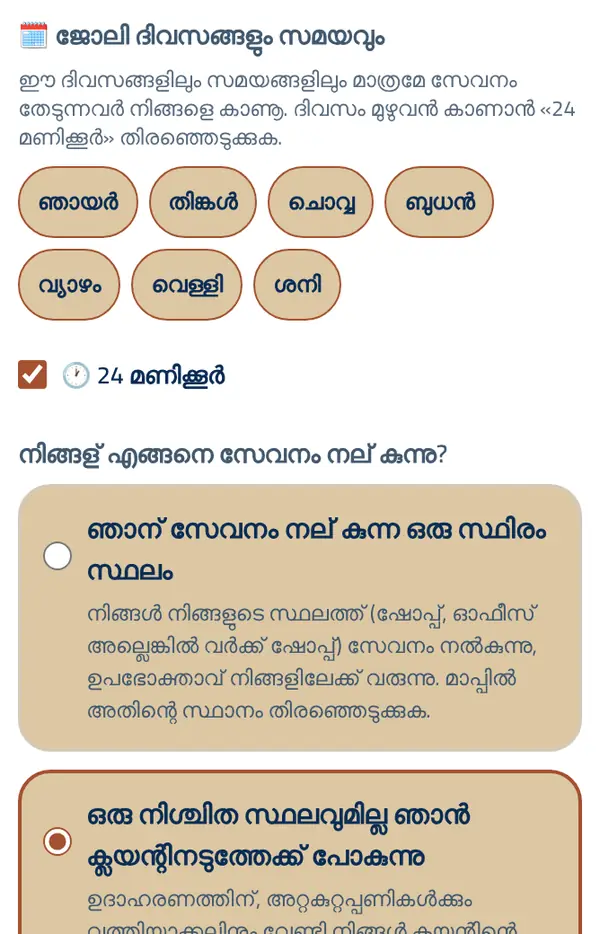 🗓️ ജോലി ദിവസങ്ങളും സമയവും
ഈ ദിവസങ്ങളിലും സമയങ്ങളിലും മാത്രമേ സേവനം
തേടുന്നവർ നിങ്ങളെ കാണൂ. ദിവസം മുഴുവൻ കാണാൻ «24
മണിക്കൂർ» തിരഞ്ഞെടുക്കുക.
ഞായർ തിങ്കൾ ചൊവ്വ ബുധൻ
വ്യാഴം വെള്ളി ശനി
🕐 24 മണിക്കൂർ
നിങ്ങള് എങ്ങനെ സേവനം നല് കുന്നു?
ഞാന് സേവനം നല് കുന്ന ഒരു സ്ഥിരം
സ്ഥലം
നിങ്ങൾ നിങ്ങളുടെ സ്ഥലത്ത് (ഷോപ്പ്, ഓഫീസ്
അല്ലെങ്കിൽ വർക്ക് ഷോപ്പ്) സേവനം നൽകുന്നു,
ഉപഭോക്താവ് നിങ്ങളിലേക്ക് വരുന്നു. മാപ്പിൽ
അതിന്റെ സ്ഥാനം തിരഞ്ഞെടുക്കുക.
ഒരു നിശ്ചിത സ്ഥലവുമില്ല ഞാൻ
ക്ലയന്റിനടുത്തേക്ക് പോകുന്നു
ഉദാഹരണത്തിന്, അറ്റകുറ്റപ്പണികൾക്കും